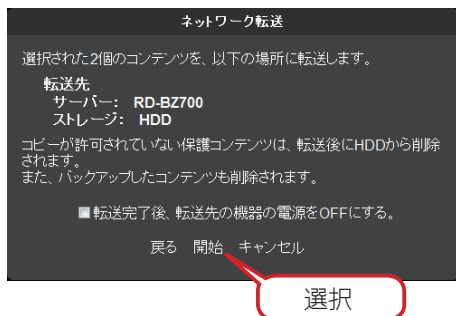 ネットワーク転送
選択された2個のコンテンツを、以下の場所に転送します。
転送先
サーバー： RD-BZ700
ストレージ： HDD
コピーが許可されていない保護コンテンツは、転送後にHDDから削除
されます。
また、バックアップしたコンテンツも削除されます。
転送完了後、転送先の機器の電源をOFFにする。
戻る 開始 キャンセル
選択